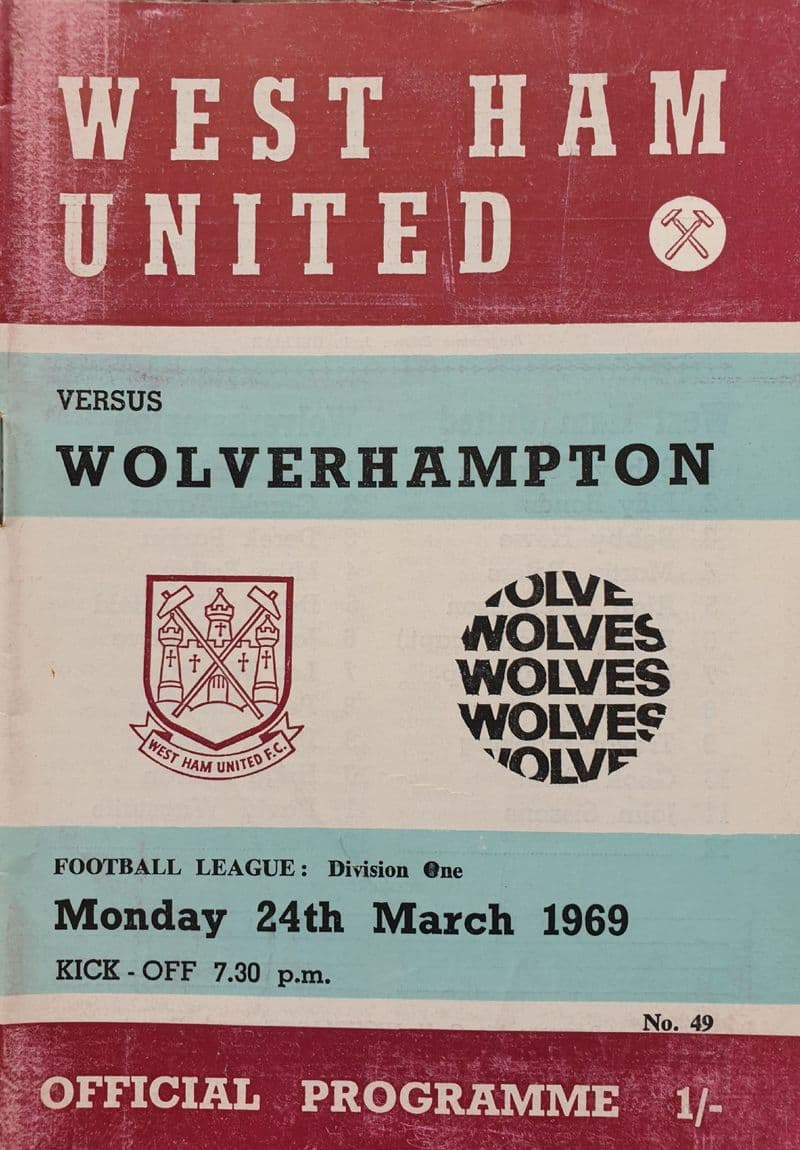 WEST HAM
UNITED
VERSUS
WOLVERHAMPTON
WEST HAM UNITED F.C.
WOLVE
WOLVES
WOLVES
WOLVES
WOLVE
FOOTBALL LEAGUE: Division One
Monday 24th March 1969
KICK-OFF 7.30 p.m.
No. 49
OFFICIAL PROGRAMME 1/-